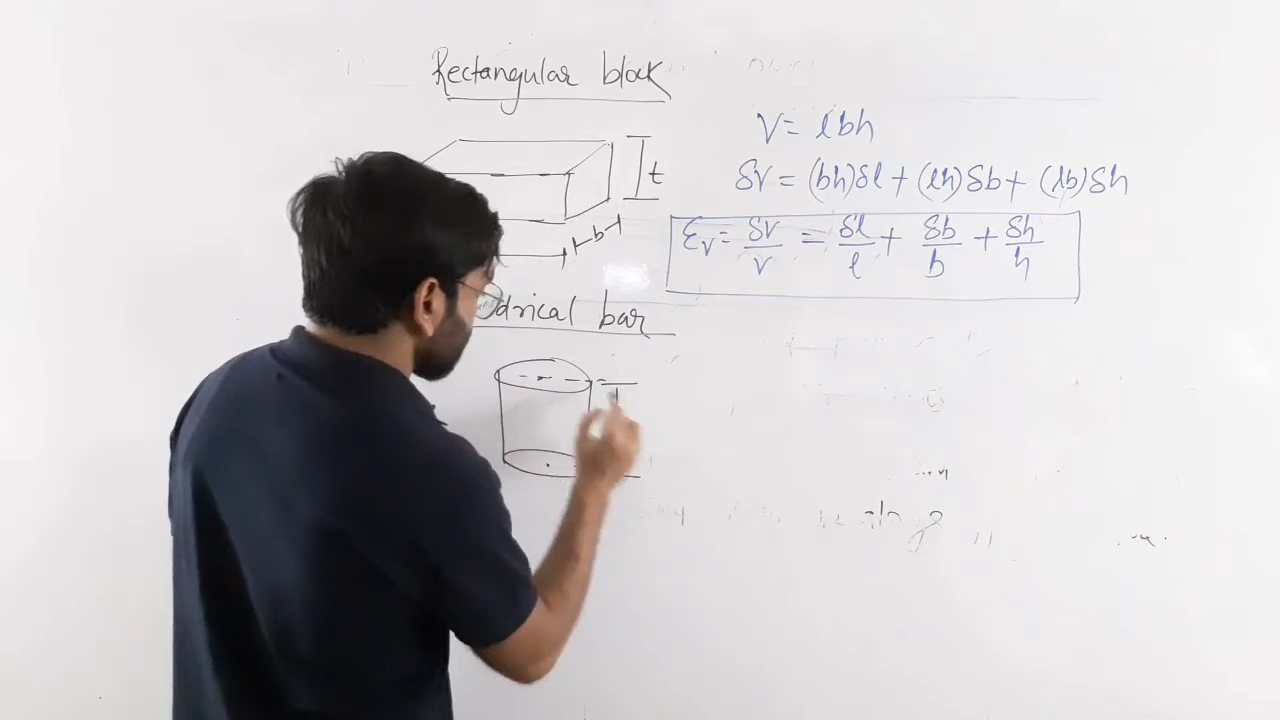 Rectangular block
V = lbh
t
δV = (bh)δl + (lh)δb + (lb)δh
b
εv = δV/V = δl/l + δb/b + δh/h
drical bar